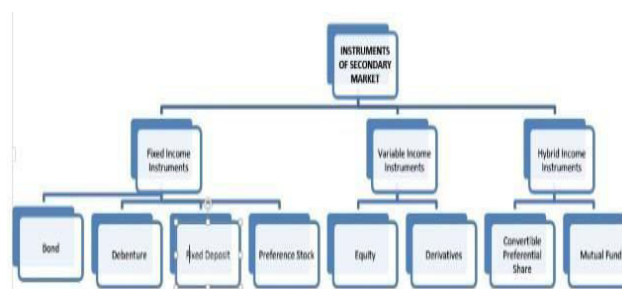 INSTRUMENTS
OF SECONDARY
MARKET
Fixed Income
Instruments
Variable Income
Instruments
Hybrid Income
Instruments
Bond
Debenture
Fixed Deposit
Preference Stock
Equity
Derivatives
Convertible
Preferential
Share
Mutual Fund